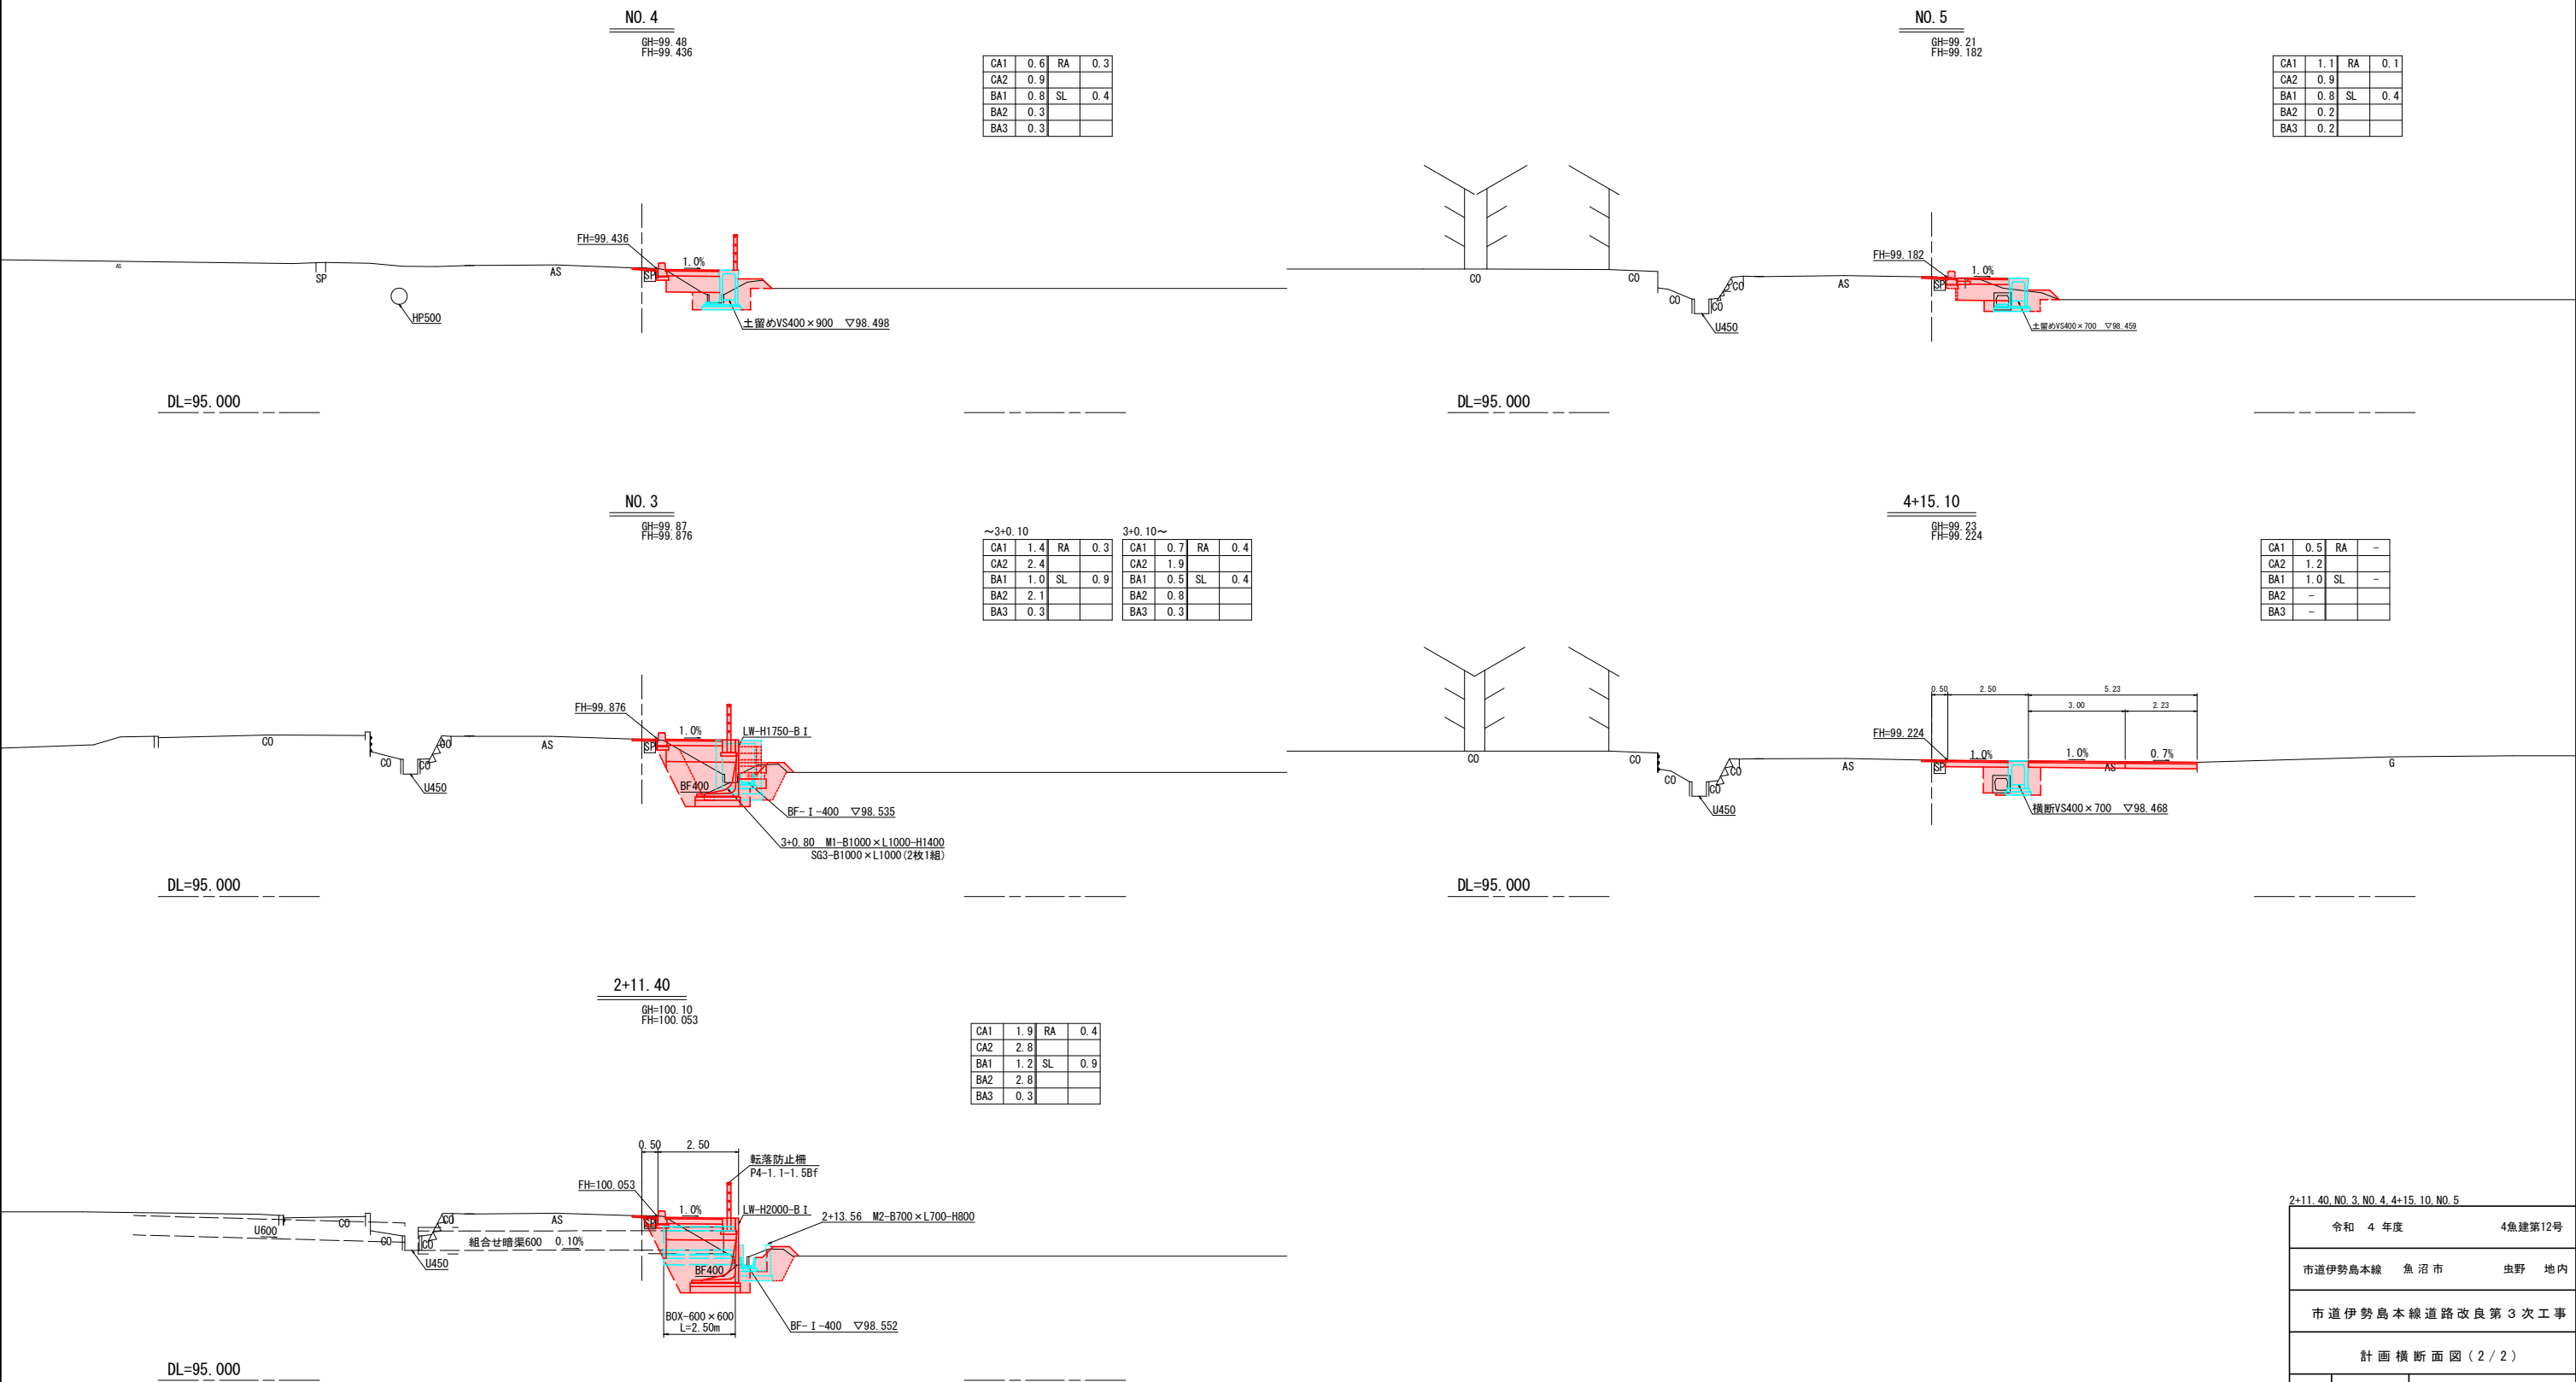 NO. 4
GH=99. 48
FH=99. 436
CA1 0. 6 RA 0. 3
CA2 0. 9
BA1 0. 8 SL 0. 4
BA2 0. 3
BA3 0. 3
FH=99. 436
1. 0%
AS
SP
AS
SP
HP500
土留めVS400×900 ▽98. 498
DL=95. 000
NO. 5
GH=99. 21
FH=99. 182
CA1 1. 1 RA 0. 1
CA2 0. 9
BA1 0. 8 SL 0. 4
BA2 0. 2
BA3 0. 2
FH=99. 182
1. 0%
CO
CO
CO
CO
CO
AS
SP
U450
土留めVS400×700 ▽98. 459
DL=95. 000
NO. 3
GH=99. 87
FH=99. 876
～3+0. 10
CA1 1. 4 RA 0. 3
CA2 2. 4
BA1 1. 0 SL 0. 9
BA2 2. 1
BA3 0. 3
3+0. 10～
CA1 0. 7 RA 0. 4
CA2 1. 9
BA1 0. 5 SL 0. 4
BA2 0. 8
BA3 0. 3
FH=99. 876
1. 0%
LW-H1750-BⅠ
CO
CO
CO
CO
AS
SP
U450
BF400
BF-Ⅰ-400 ▽98. 535
3+0. 80 M1-B1000×L1000-H1400
SG3-B1000×L1000(2枚1組)
DL=95. 000
4+15. 10
GH=99. 23
FH=99. 224
CA1 0. 5 RA －
CA2 1. 2
BA1 1. 0 SL －
BA2 －
BA3 －
0. 50 2. 50 5. 23
3. 00 2. 23
FH=99. 224
1. 0% 1. 0% 0. 7%
CO
CO
CO
CO
CO
AS
SP
AS
G
U450
横断VS400×700 ▽98. 468
DL=95. 000
2+11. 40
GH=100. 10
FH=100. 053
CA1 1. 9 RA 0. 4
CA2 2. 8
BA1 1. 2 SL 0. 9
BA2 2. 8
BA3 0. 3
0. 50 2. 50
転落防止柵
P4-1. 1-1. 5Bf
FH=100. 053
1. 0%
LW-H2000-BⅠ
2+13. 56 M2-B700×L700-H800
U600
CO
CO
CO
CO
AS
SP
組合せ暗渠600 0. 10%
U450
BF400
BOX-600×600
L=2. 50m
BF-Ⅰ-400 ▽98. 552
DL=95. 000
2+11. 40, NO. 3, NO. 4, 4+15. 10, NO. 5
令和 4 年度 4魚建第12号
市道伊勢島本線 魚沼市 虫野 地内
市道伊勢島本線道路改良第3次工事
計画横断面図(2/2)